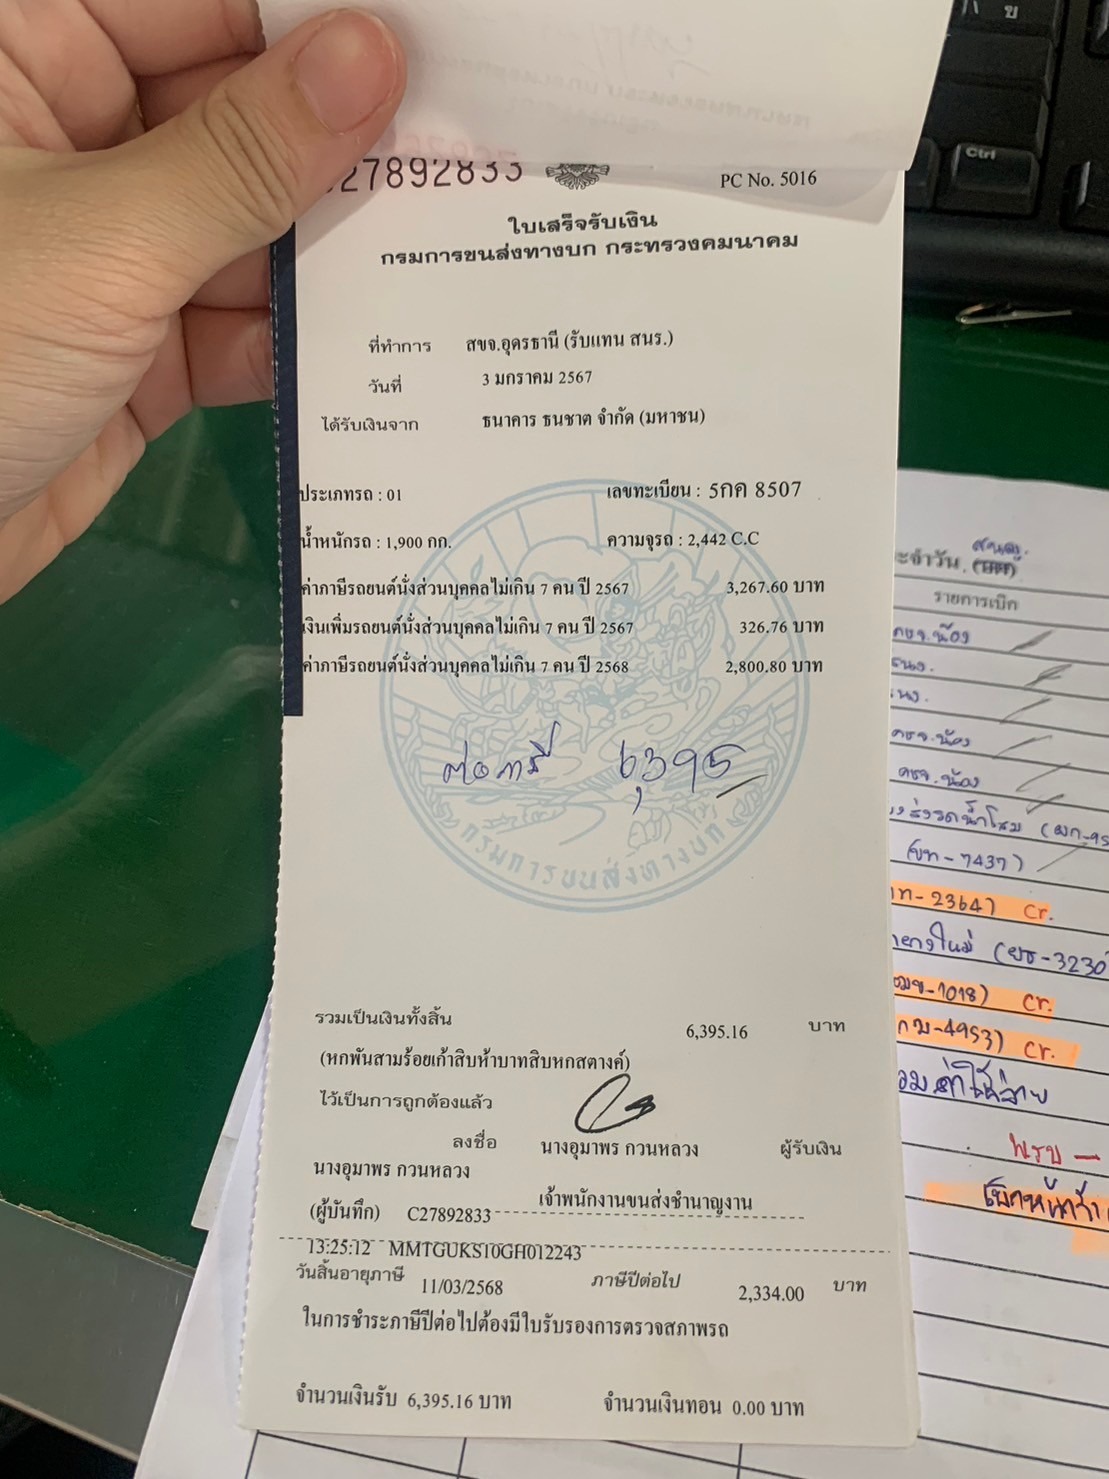 27892833
PC No. 5016
ใบเสร็จรับเงิน
กรมการขนส่งทางบก กระทรวงคมนาคม
ที่ทำการ สขจ.อุดรธานี (รับแทน สนร.)
วันที่ 3 มกราคม 2567
ได้รับเงินจาก ธนาคาร ธนชาต จำกัด (มหาชน)
ประเภทรถ : 01 เลขทะเบียน : 5กค 8507
น้ำหนักรถ : 1,900 กก. ความจุรถ : 2,442 C.C
ค่าภาษีรถยนต์นั่งส่วนบุคคลไม่เกิน 7 คน ปี 2567 3,267.60 บาท
เงินเพิ่มรถยนต์นั่งส่วนบุคคลไม่เกิน 7 คน ปี 2567 326.76 บาท
ค่าภาษีรถยนต์นั่งส่วนบุคคลไม่เกิน 7 คน ปี 2568 2,800.80 บาท
ต่อภาษี 6,395
กรมการขนส่งทางบก
รวมเป็นเงินทั้งสิ้น 6,395.16 บาท
(หกพันสามร้อยเก้าสิบห้าบาทสิบหกสตางค์)
ไว้เป็นการถูกต้องแล้ว
ลงชื่อ นางอุมาพร กวนหลวง ผู้รับเงิน
นางอุมาพร กวนหลวง
เจ้าพนักงานขนส่งชำนาญงาน
(ผู้บันทึก) C27892833
13:25:12 MMTGUKS10GH012243
วันสิ้นอายุภาษี 11/03/2568 ภาษีปีต่อไป 2,334.00 บาท
ในการชำระภาษีปีต่อไปต้องมีใบรับรองการตรวจสภาพรถ
จำนวนเงินรับ 6,395.16 บาท จำนวนเงินทอน 0.00 บาท
Ctrl
ข
รายการเบิก
-7437)
-2364) Cr.
-3230
-1018) Cr.
-4953) Cr.
พรบ -